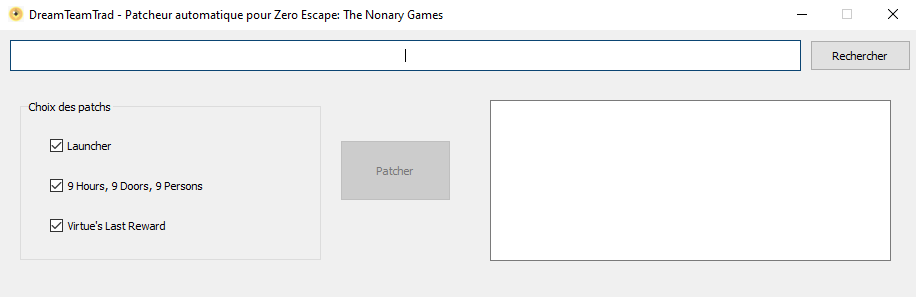 DreamTeamTrad - Patcheur automatique pour Zero Escape: The Nonary Games
Rechercher
Choix des patchs
Launcher
9 Hours, 9 Doors, 9 Persons
Virtue's Last Reward
Patcher